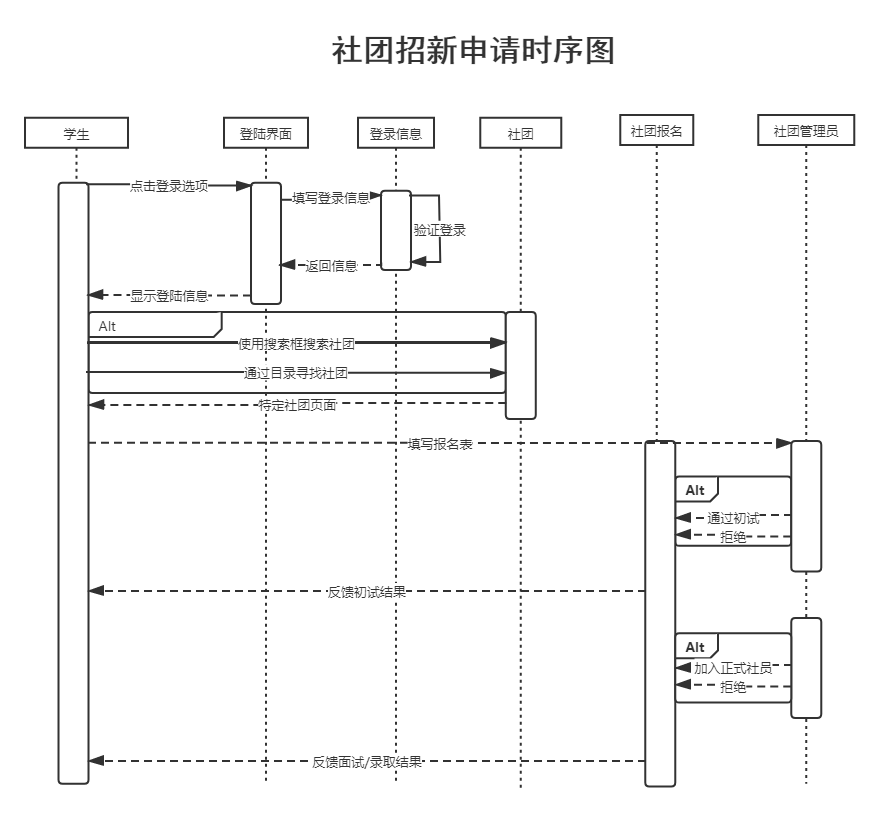 社团招新申请时序图
学生
登陆界面
登录信息
社团
社团报名
社团管理员
点击登录选项
填写登录信息
验证登录
返回信息
显示登陆信息
Alt
使用搜索框搜索社团
通过目录寻找社团
特定社团页面
填写报名表
Alt
通过初试
拒绝
反馈初试结果
Alt
加入正式社员
拒绝
反馈面试/录取结果